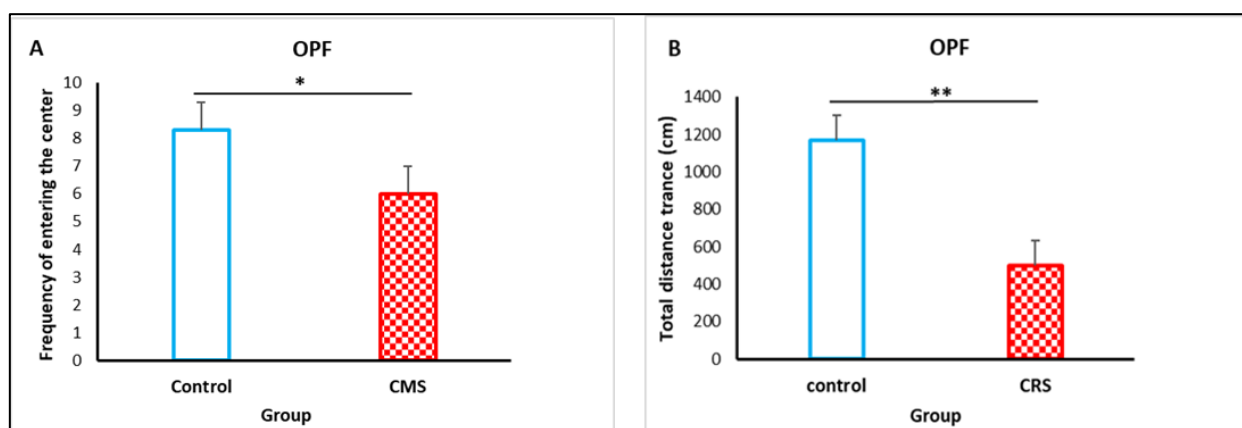 A
OPF
*
Frequency of entering the center
10
9
8
7
6
5
4
3
2
1
0
Control CMS
Group
B
OPF
**
Total distance trance (cm)
1400
1200
1000
800
600
400
200
0
control CRS
Group